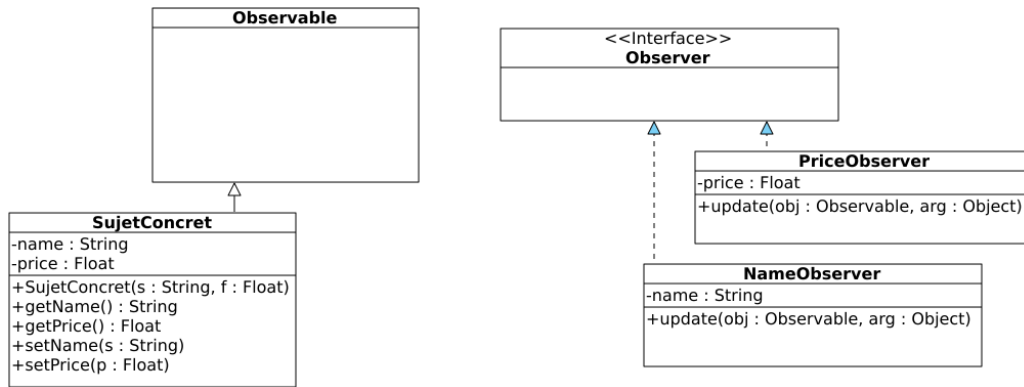 Observable
<<Interface>>
Observer
PriceObserver
-price : Float
+update(obj : Observable, arg : Object)
SujetConcret
-name : String
-price : Float
+SujetConcret(s : String, f : Float)
+getName() : String
+getPrice() : Float
+setName(s : String)
+setPrice(p : Float)
NameObserver
-name : String
+update(obj : Observable, arg : Object)